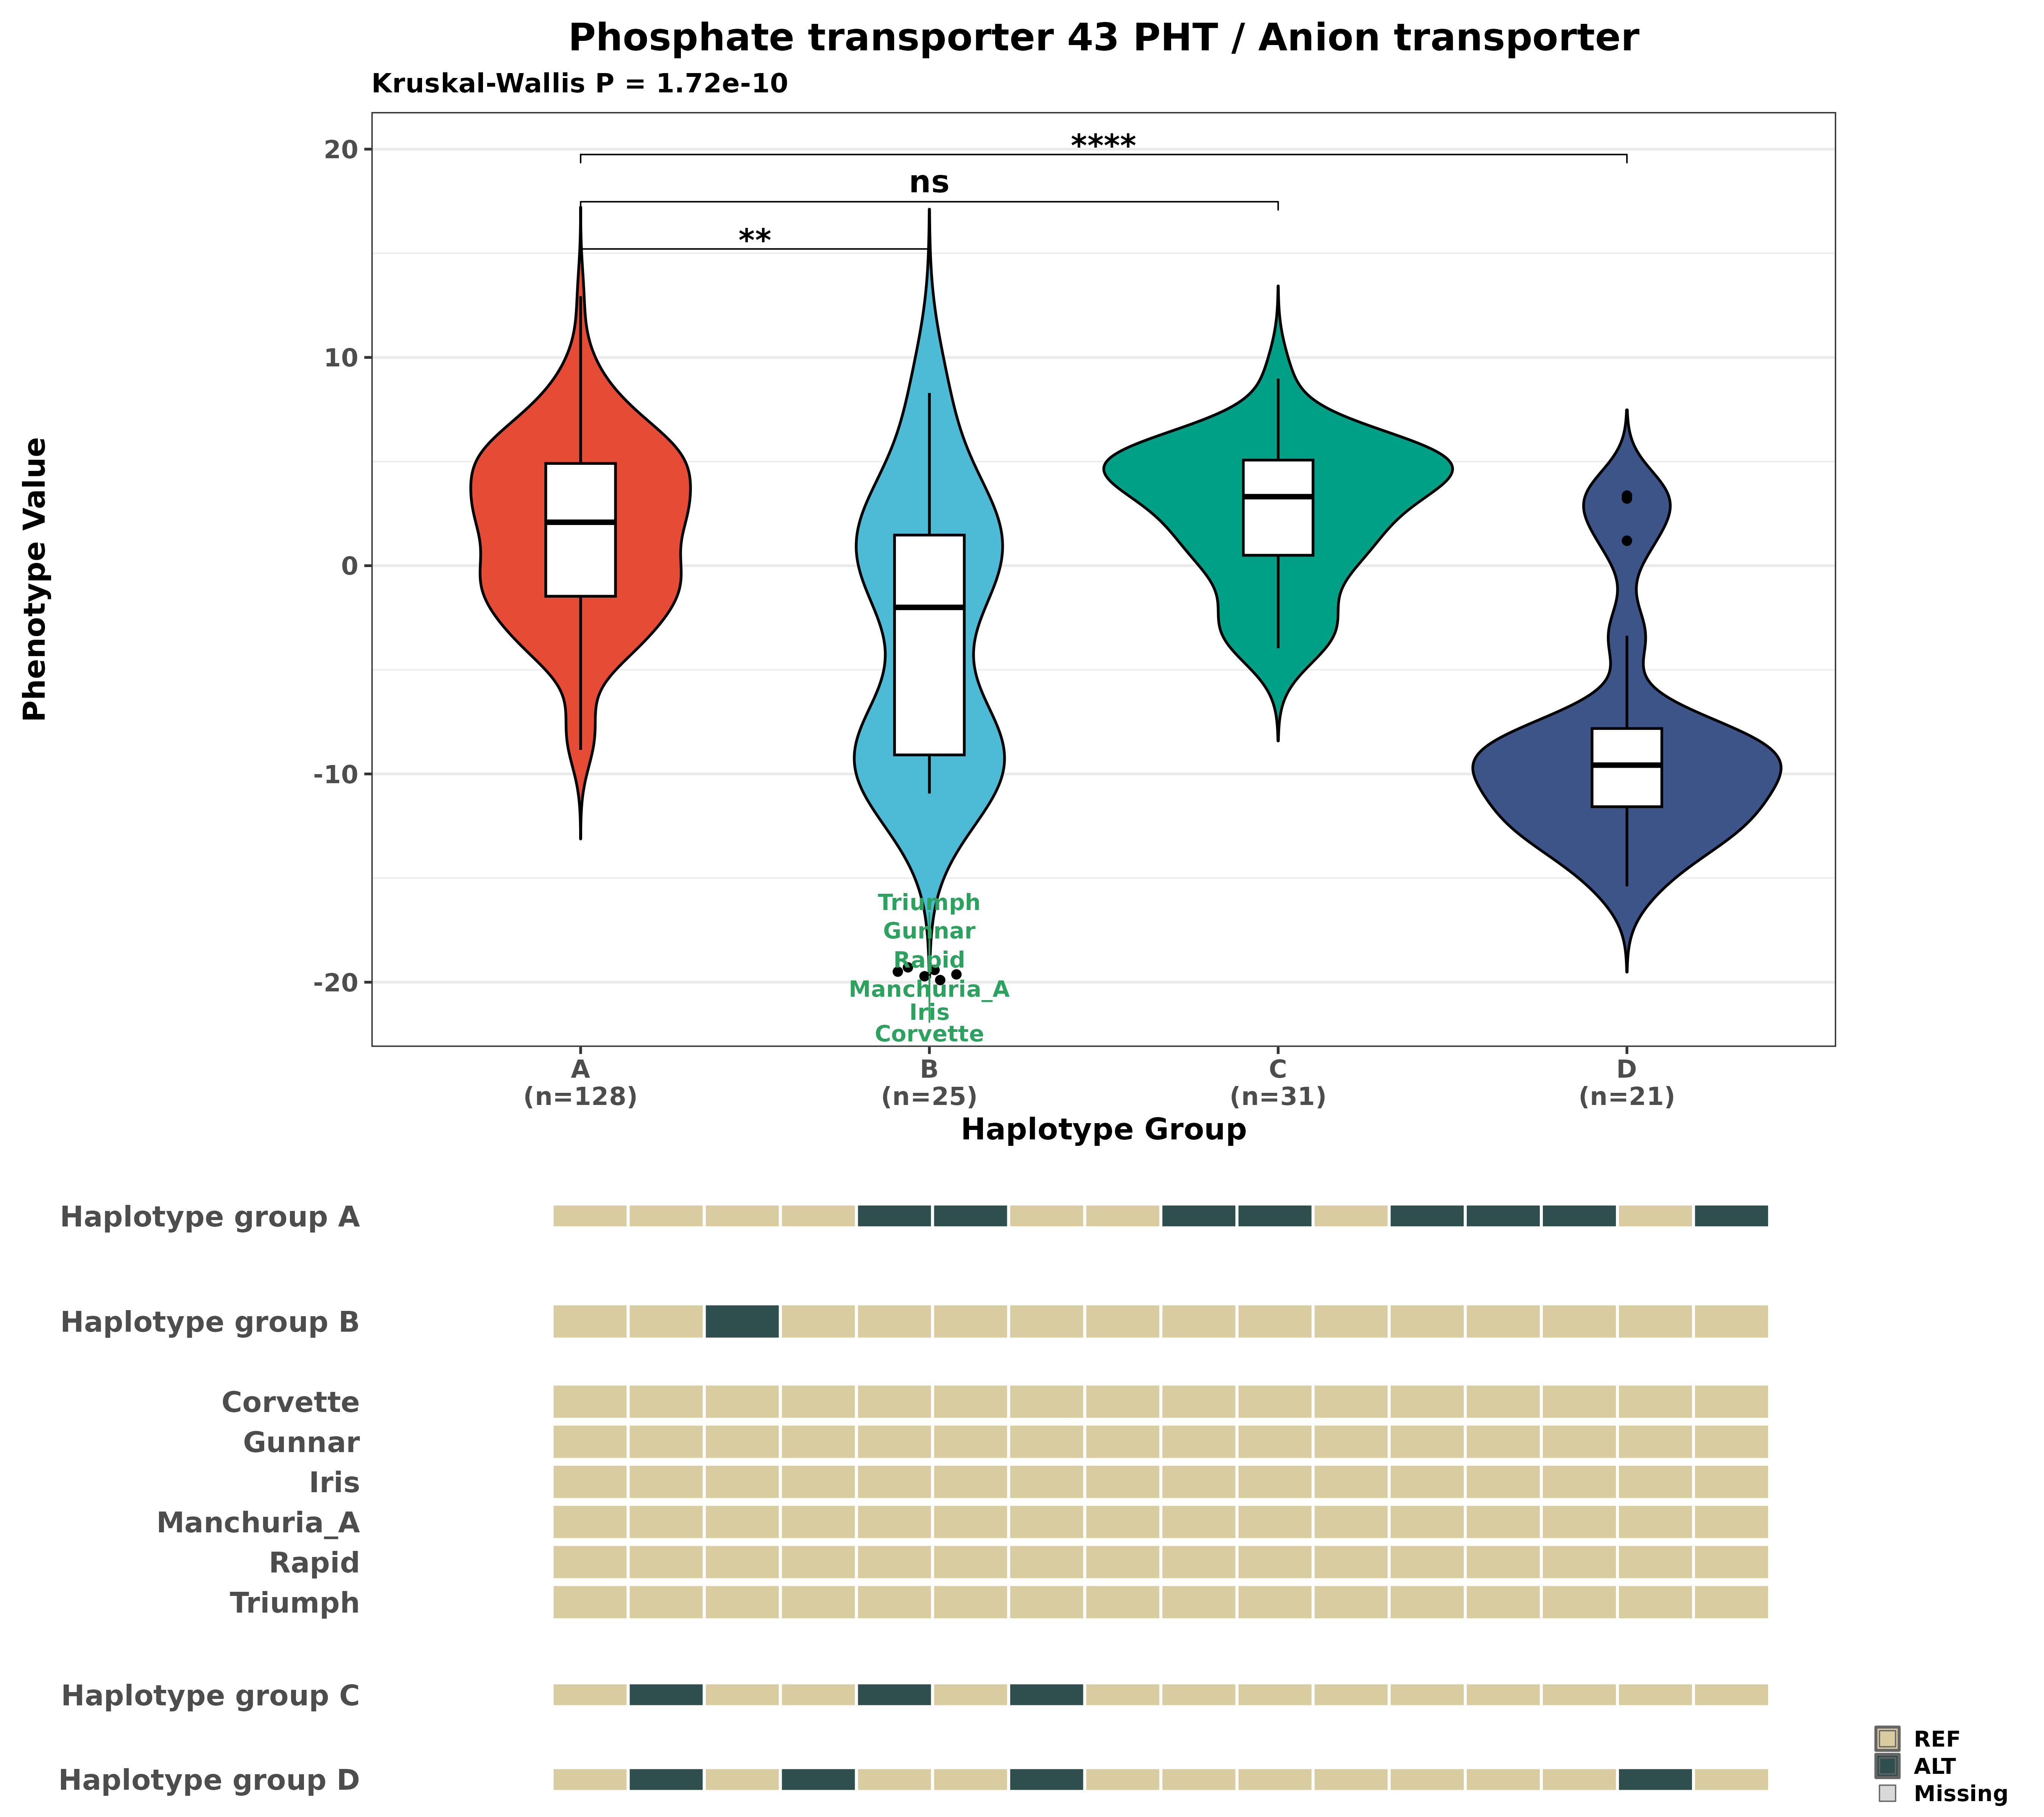 Phosphate transporter 43 PHT / Anion transporter
Kruskal-Wallis P = 1.72e-10
Phenotype Value
20
10
0
-10
-20
****
ns
**
Triumph
Gunnar
Rapid
Manchuria_A
Iris
Corvette
A
(n=128)
B
(n=25)
C
(n=31)
D
(n=21)
Haplotype Group
Haplotype group A
Haplotype group B
Corvette
Gunnar
Iris
Manchuria_A
Rapid
Triumph
Haplotype group C
Haplotype group D
REF
ALT
Missing